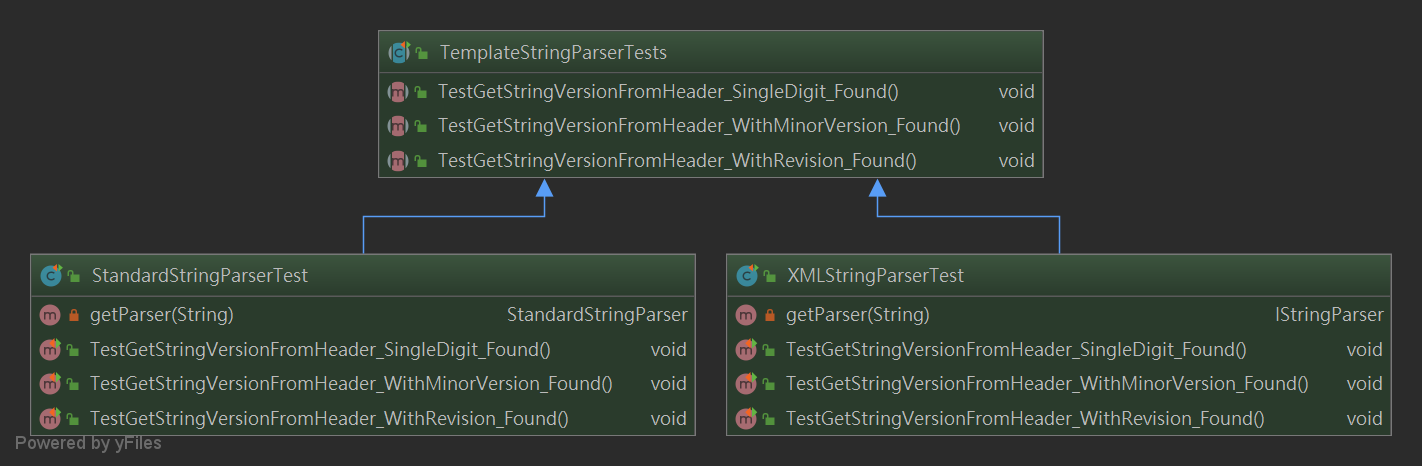 TemplateStringParserTests
TestGetStringVersionFromHeader_SingleDigit_Found() void
TestGetStringVersionFromHeader_WithMinorVersion_Found() void
TestGetStringVersionFromHeader_WithRevision_Found() void
StandardStringParserTest
getParser(String) StandardStringParser
TestGetStringVersionFromHeader_SingleDigit_Found() void
TestGetStringVersionFromHeader_WithMinorVersion_Found() void
TestGetStringVersionFromHeader_WithRevision_Found() void
XMLStringParserTest
getParser(String) IStringParser
TestGetStringVersionFromHeader_SingleDigit_Found() void
TestGetStringVersionFromHeader_WithMinorVersion_Found() void
TestGetStringVersionFromHeader_WithRevision_Found() void
Powered by yFiles